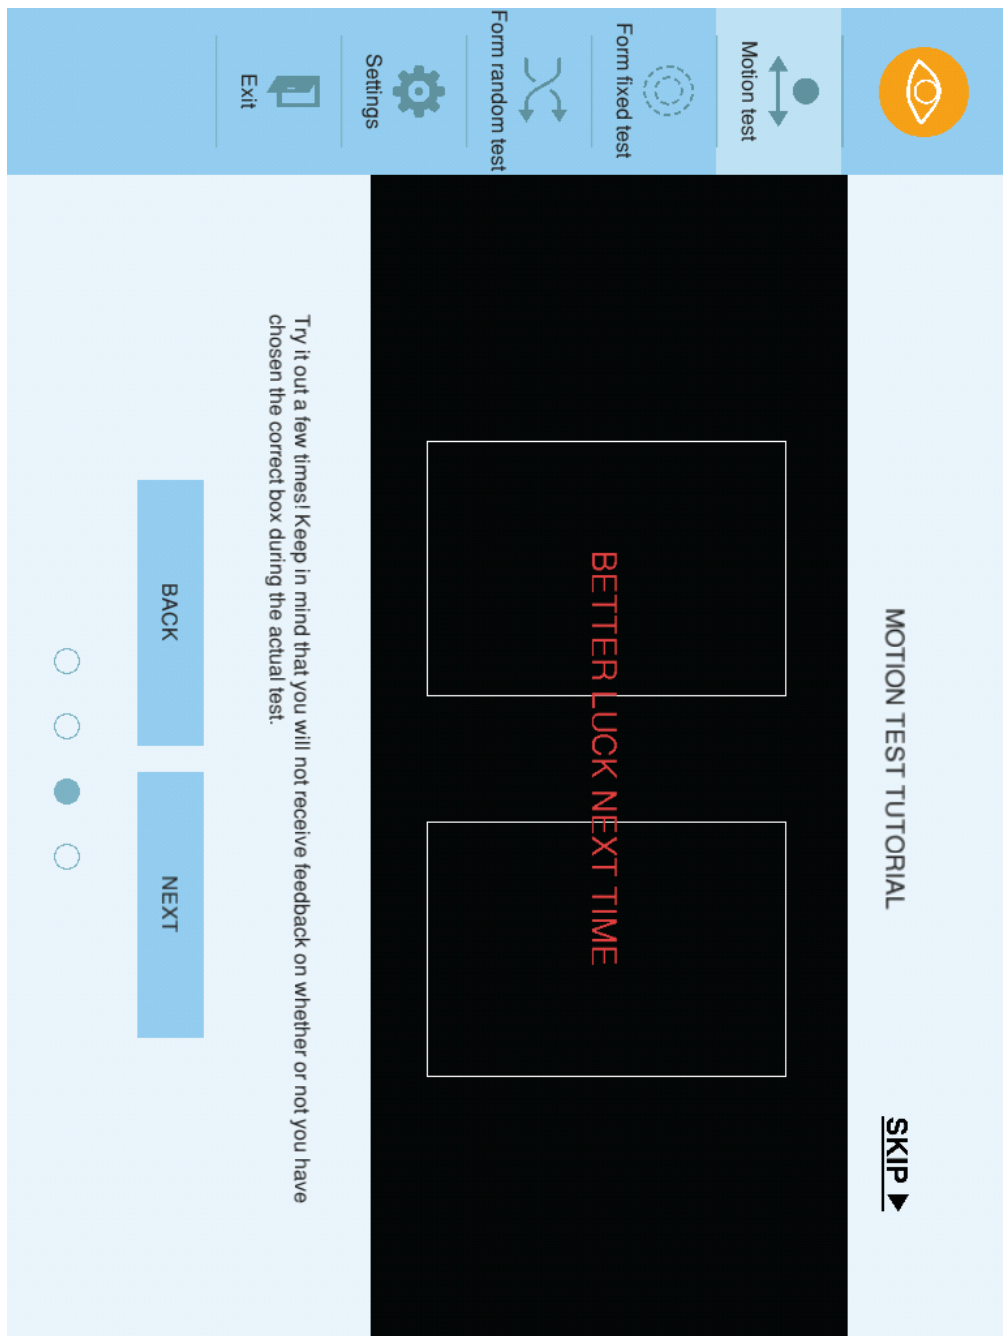 MOTION TEST TUTORIAL
SKIP
Motion test
Form fixed test
Form random test
Settings
Exit
BETTER LUCK NEXT TIME
Try it out a few times! Keep in mind that you will not receive feedback on whether or not you have
chosen the correct box during the actual test.
BACK
NEXT